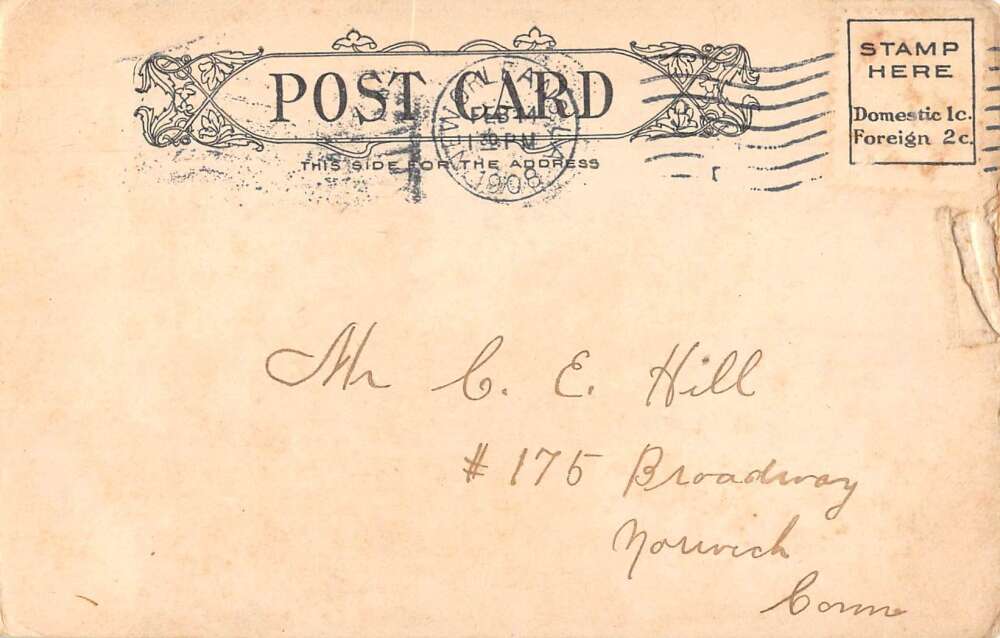 POST CARD
THIS SIDE FOR THE ADDRESS
1908
STAMP
HERE
Domestic 1c.
Foreign 2c.
Mr C. E. Hill
# 175 Broadway
Norwich
Conn